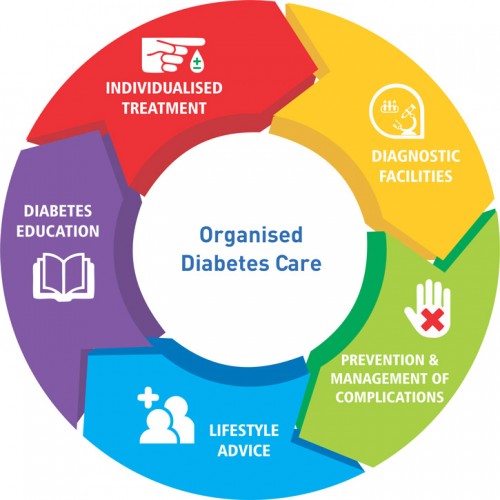 INDIVIDUALISED
TREATMENT
DIAGNOSTIC
FACILITIES
PREVENTION &
MANAGEMENT OF
COMPLICATIONS
LIFESTYLE
ADVICE
DIABETES
EDUCATION
Organised
Diabetes Care